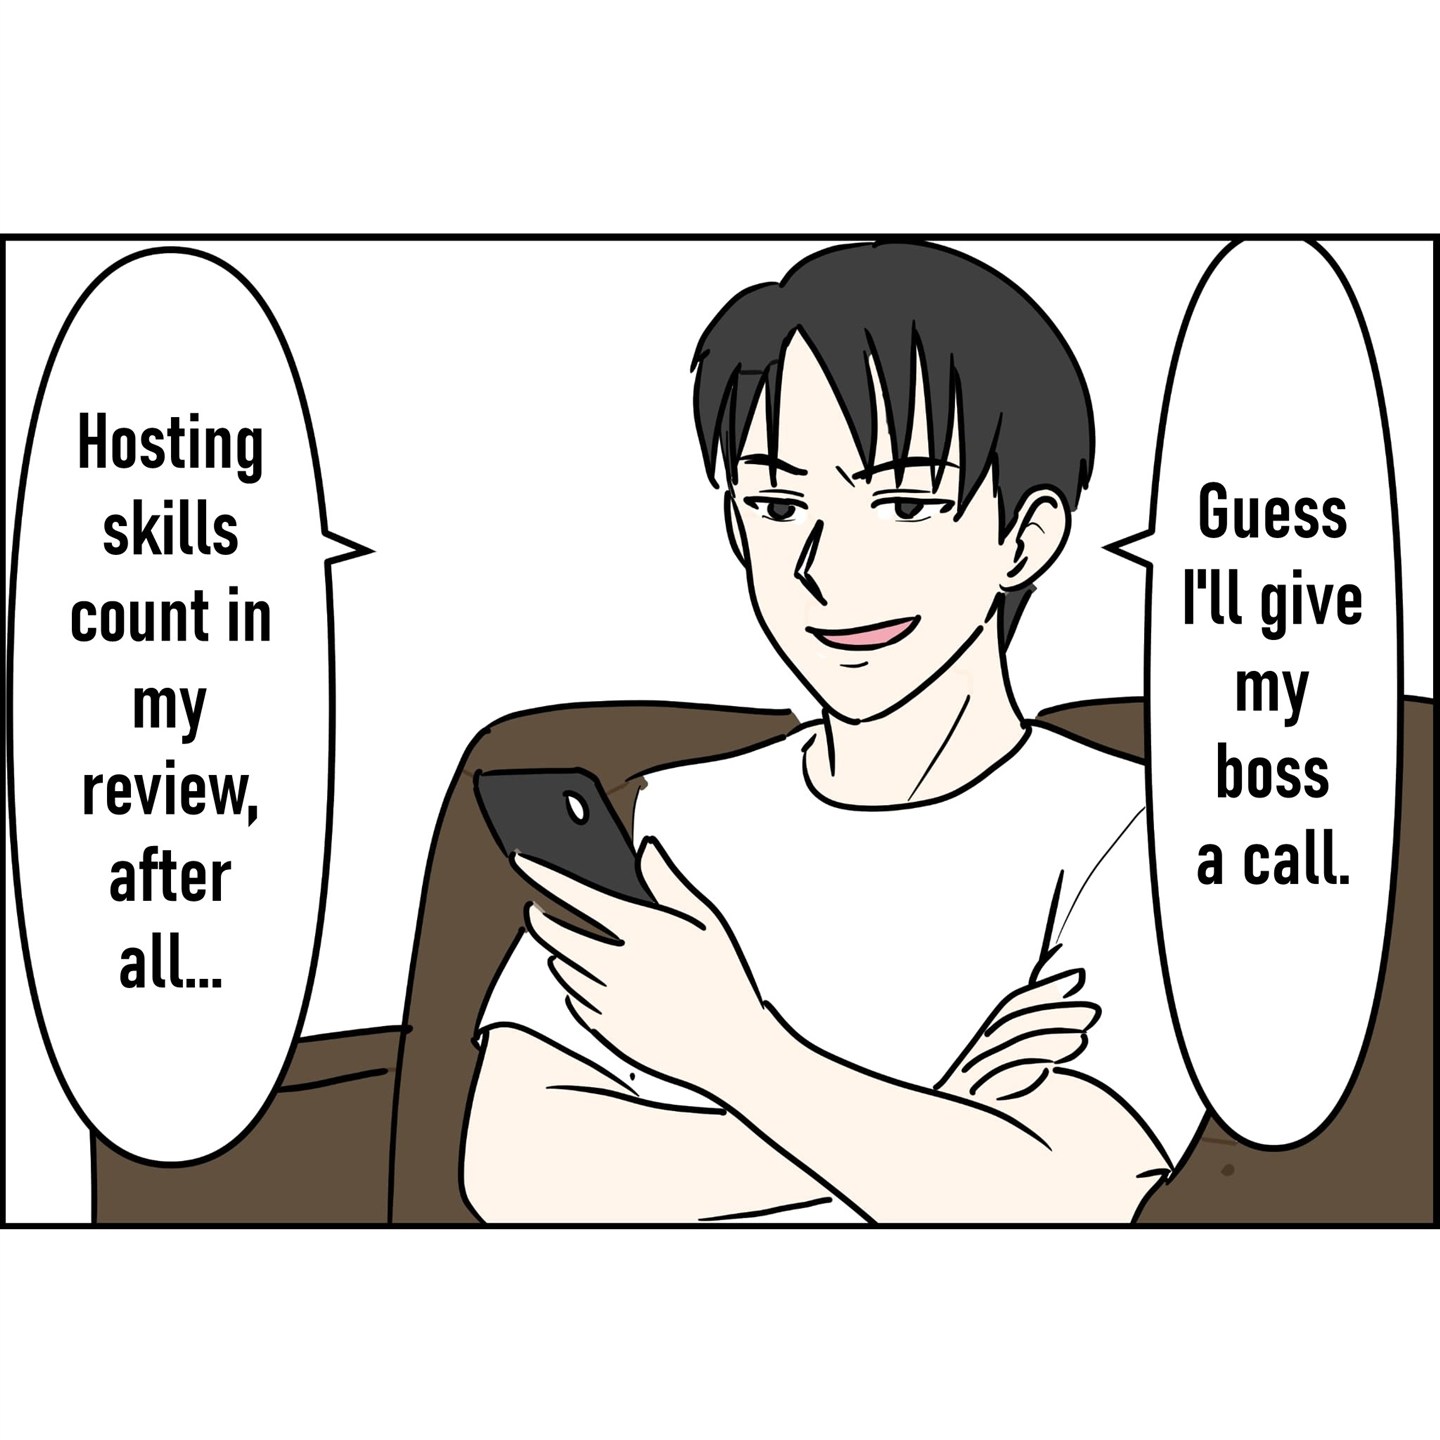 Hosting
skills
count in
my
review,
after
all...
Guess
I'll give
my
boss
a call.